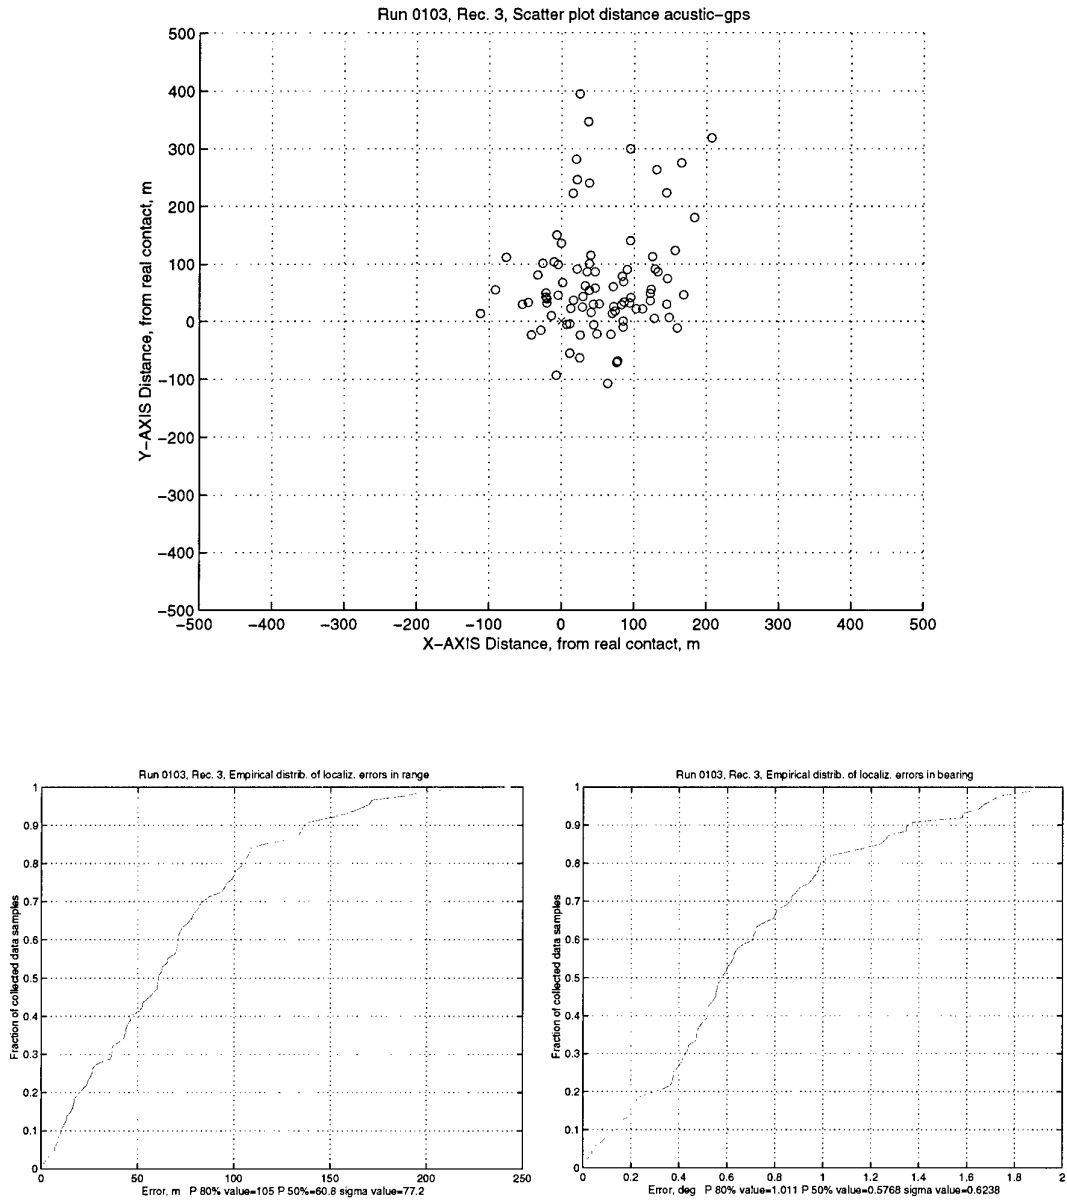 Run 0103, Rec. 3, Scatter plot distance acustic-gps
500
400
300
200
100
0
-100
-200
-300
-400
-500
Y-AXIS Distance, from real contact, m
-500 -400 -300 -200 -100 0 100 200 300 400 500
X-AXIS Distance, from real contact, m
Run 0103, Rec. 3, Empirical distrib. of localiz. errors in range
1
0.9
0.8
0.7
0.6
0.5
0.4
0.3
0.2
0.1
0
Fraction of collected data samples
0 50 100 150 200 250
Error, m P 80% value=105 P 50%=60.8 sigma value=77.2
Run 0103, Rec. 3, Empirical distrib. of localiz. errors in bearing
1
0.9
0.8
0.7
0.6
0.5
0.4
0.3
0.2
0.1
0
Fraction of collected data samples
0 0.2 0.4 0.6 0.8 1 1.2 1.4 1.6 1.8 2
Error, deg P 80% value=1.011 P 50% value=0.5768 sigma value=0.6238